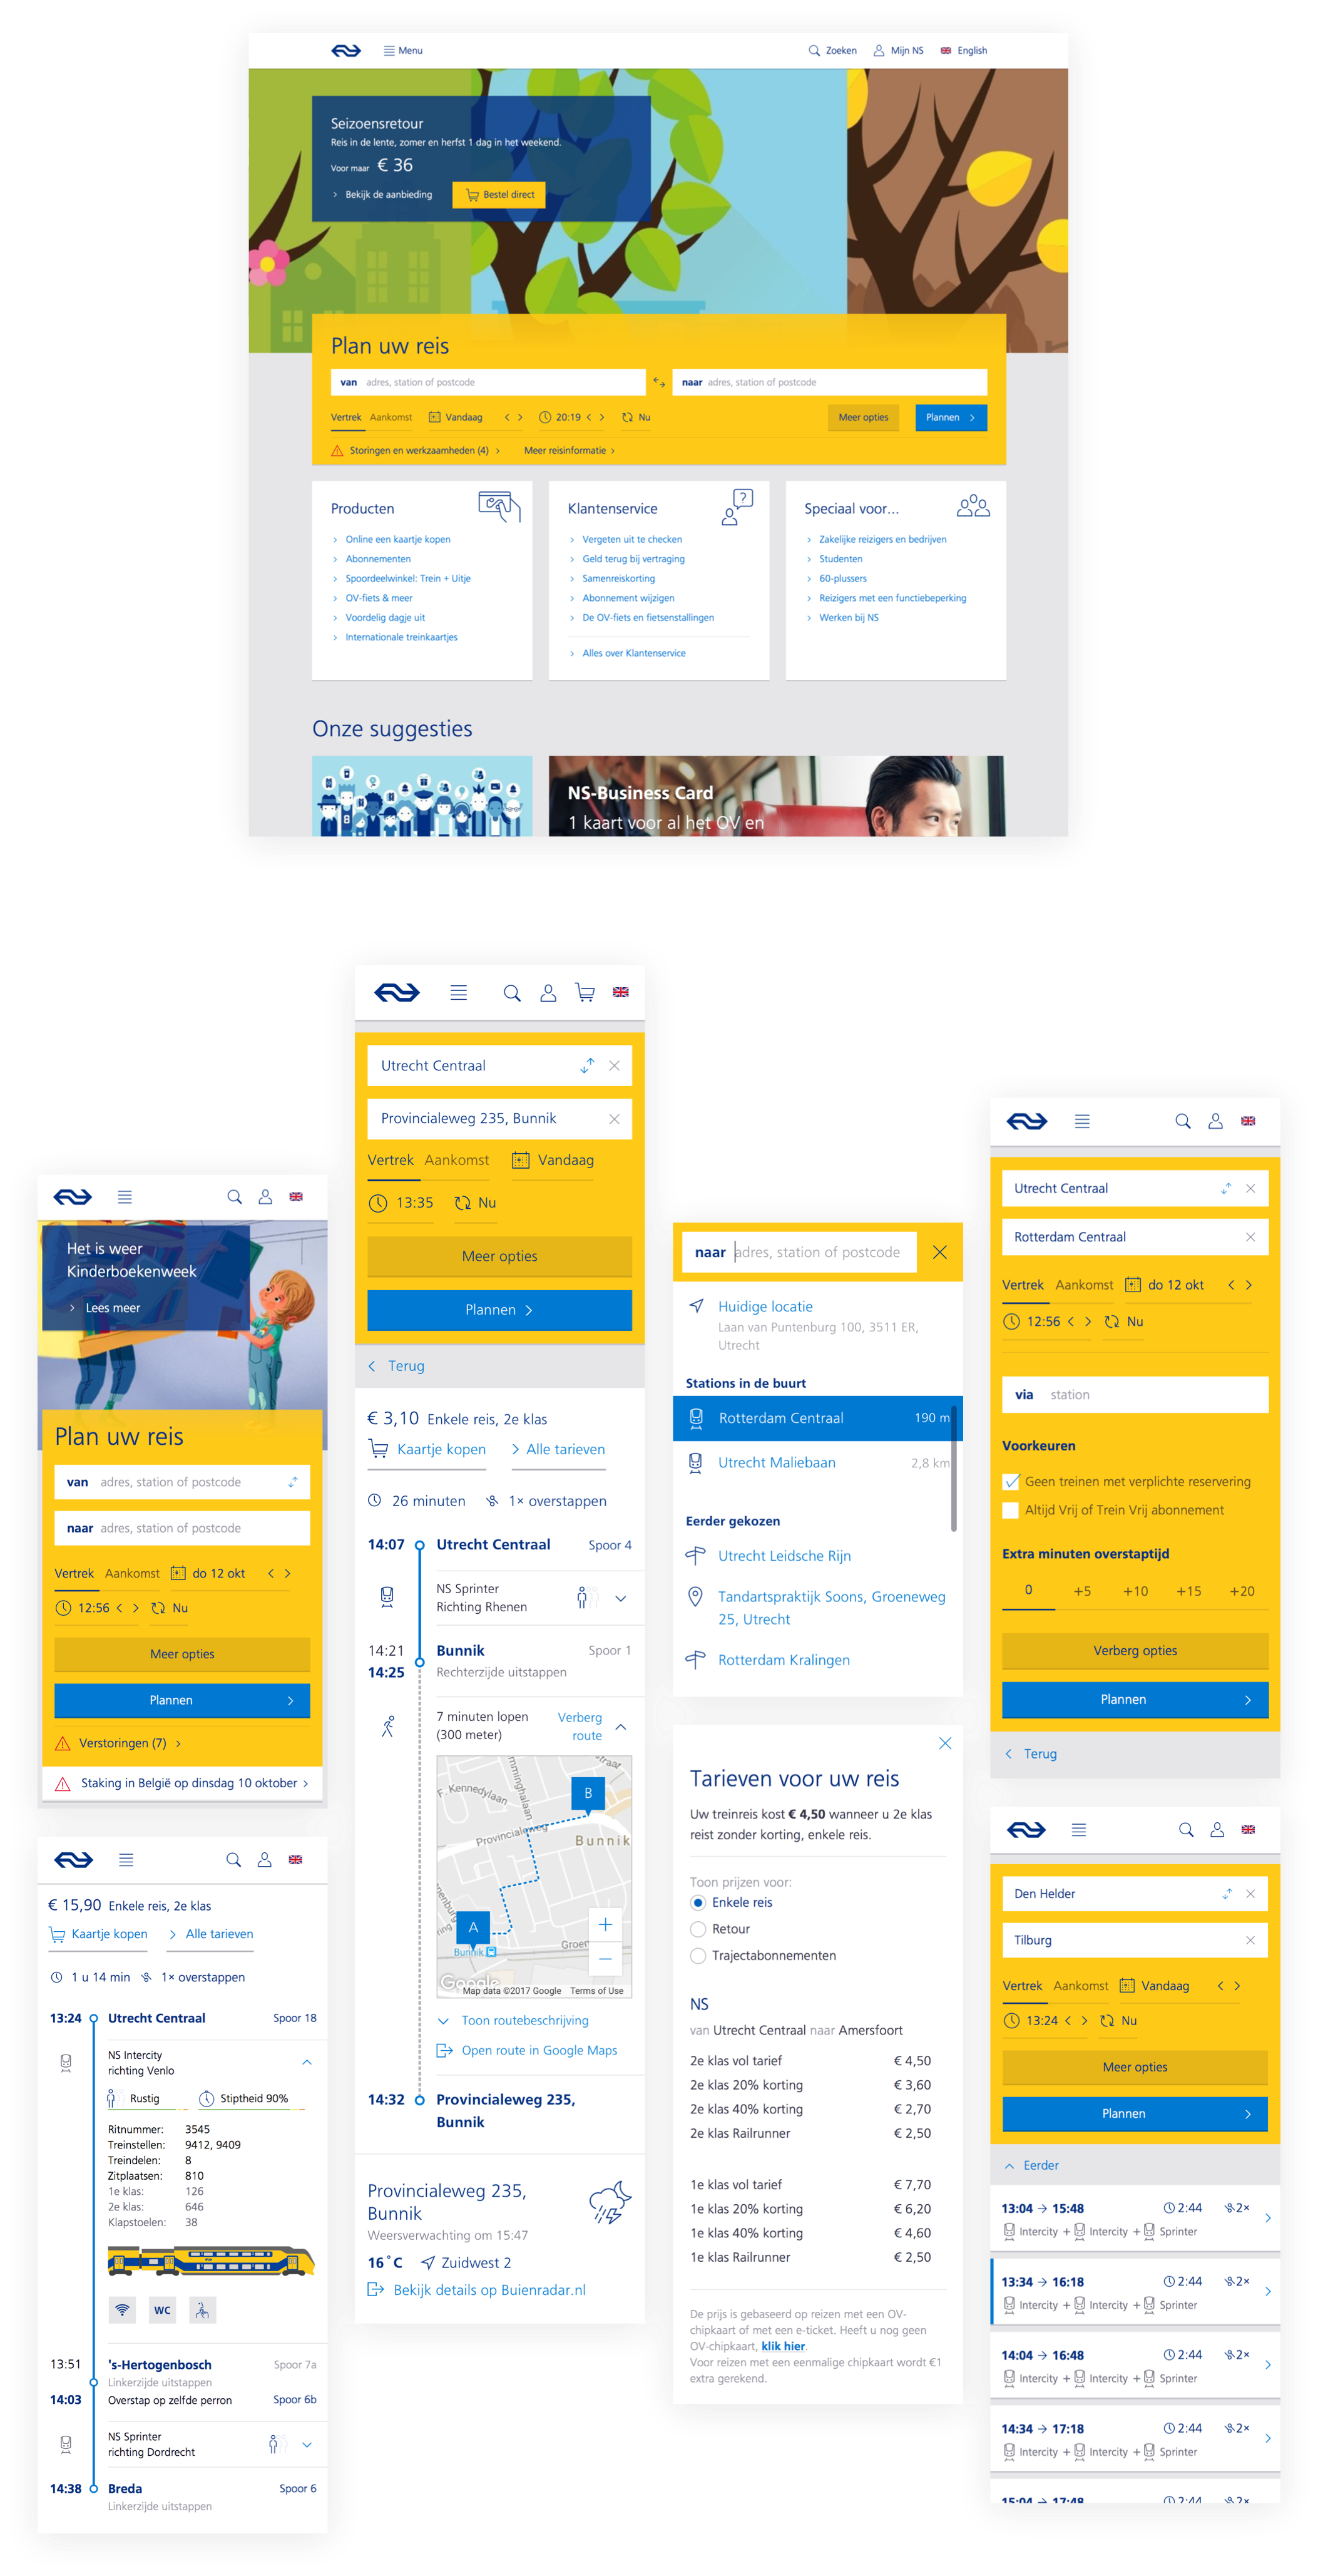 Menu
Zoeken
Mijn NS
English
Seizoensretour
Reis in de lente, zomer en herfst 1 dag in het weekend.
Voor maar € 36
Bekijk de aanbieding
Bestel direct
Plan uw reis
van adres, station of postcode
naar adres, station of postcode
Vertrek Aankomst Vandaag < > 20:19 < > Nu
Meer opties
Plannen >
Storingen en werkzaamheden (4) >
Meer reisinformatie >
Producten
> Online een kaartje kopen
> Abonnementen
> Spoordeelwinkel: Trein + Uitje
> OV-fiets & meer
> Voordelig dagje uit
> Internationale treinkaartjes
Klantenservice
> Vergeten uit te checken
> Geld terug bij vertraging
> Samenreiskorting
> Abonnement wijzigen
> De OV-fiets en fietsenstallingen
> Alles over Klantenservice
Speciaal voor...
> Zakelijke reizigers en bedrijven
> Studenten
> 60-plussers
> Reizigers met een functiebeperking
> Werken bij NS
Onze suggesties
NS-Business Card
1 kaart voor al het OV en
Het is weer
Kinderboekenweek
> Lees meer
Plan uw reis
van adres, station of postcode
naar adres, station of postcode
Vertrek Aankomst do 12 okt < >
12:56 < > Nu
Meer opties
Plannen >
Verstoringen (7) >
Staking in België op dinsdag 10 oktober >
€ 15,90 Enkele reis, 2e klas
Kaartje kopen > Alle tarieven
1 u 14 min 1× overstappen
13:24 Utrecht Centraal Spoor 18
NS Intercity
richting Venlo
Rustig Stiptheid 90%
Ritnummer: 3545
Treinstellen: 9412, 9409
Treindelen: 8
Zitplaatsen: 810
1e klas: 126
2e klas: 646
Klapstoelen: 38
WC
13:51 's-Hertogenbosch Spoor 7a
Linkerzijde uitstappen
14:03 Overstap op zelfde perron Spoor 6b
NS Sprinter
richting Dordrecht
14:38 Breda Spoor 6
Linkerzijde uitstappen
Utrecht Centraal
Provincialeweg 235, Bunnik
Vertrek Aankomst Vandaag
13:35 Nu
Meer opties
Plannen >
< Terug
€ 3,10 Enkele reis, 2e klas
Kaartje kopen > Alle tarieven
26 minuten 1× overstappen
14:07 Utrecht Centraal Spoor 4
NS Sprinter
Richting Rhenen
14:21 Bunnik Spoor 1
14:25 Rechterzijde uitstappen
7 minuten lopen Verberg
(300 meter) route
F. Kennedylaan
Provincialeweg
B
Bunnik
A
Bunnik
Groen
+
−
Google
Map data ©2017 Google Terms of Use
Toon routebeschrijving
Open route in Google Maps
14:32 Provincialeweg 235,
Bunnik
Provincialeweg 235,
Bunnik
Weersverwachting om 15:47
16°C Zuidwest 2
Bekijk details op Buienradar.nl
naar adres, station of postcode
Huidige locatie
Laan van Puntenburg 100, 3511 ER,
Utrecht
Stations in de buurt
Rotterdam Centraal 190 m
Utrecht Maliebaan 2,8 km
Eerder gekozen
Utrecht Leidsche Rijn
Tandartspraktijk Soons, Groeneweg
25, Utrecht
Rotterdam Kralingen
Tarieven voor uw reis
Uw treinreis kost € 4,50 wanneer u 2e klas
reist zonder korting, enkele reis.
Toon prijzen voor:
Enkele reis
Retour
Trajectabonnementen
NS
van Utrecht Centraal naar Amersfoort
2e klas vol tarief € 4,50
2e klas 20% korting € 3,60
2e klas 40% korting € 2,70
2e klas Railrunner € 2,50
1e klas vol tarief € 7,70
1e klas 20% korting € 6,20
1e klas 40% korting € 4,60
1e klas Railrunner € 2,50
De prijs is gebaseerd op reizen met een OV-
chipkaart of met een e-ticket. Heeft u nog geen
OV-chipkaart, klik hier.
Voor reizen met een eenmalige chipkaart wordt €1
extra gerekend.
Utrecht Centraal
Rotterdam Centraal
Vertrek Aankomst do 12 okt < >
12:56 < > Nu
via station
Voorkeuren
Geen treinen met verplichte reservering
Altijd Vrij of Trein Vrij abonnement
Extra minuten overstaptijd
0 +5 +10 +15 +20
Verberg opties
Plannen >
< Terug
Den Helder
Tilburg
Vertrek Aankomst Vandaag < >
13:24 < > Nu
Meer opties
Plannen >
Eerder
13:04 → 15:48 2:44 2×
Intercity + Intercity + Sprinter
13:34 → 16:18 2:44 2×
Intercity + Intercity + Sprinter
14:04 → 16:48 2:44 2×
Intercity + Intercity + Sprinter
14:34 → 17:18 2:44 2×
Intercity + Intercity + Sprinter
15:04 → 17:48 2:44 2×